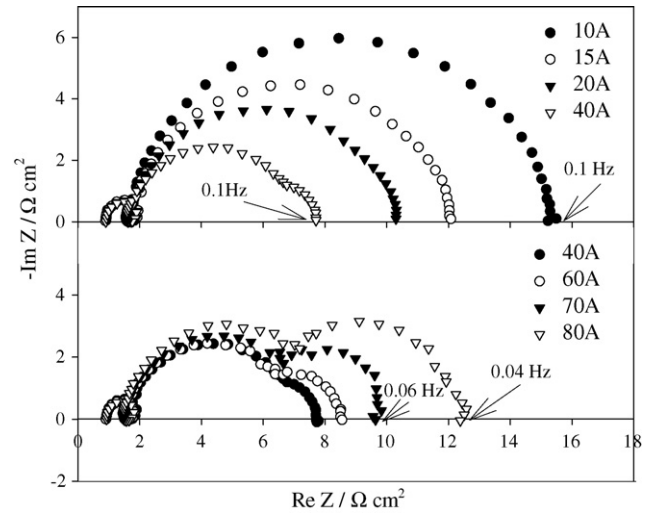 6
4
2
0
10A
15A
20A
40A
0.1Hz
0.1 Hz
-Im Z / Ω cm²
4
2
0
-2
40A
60A
70A
80A
0.06 Hz
0.04 Hz
0 2 4 6 8 10 12 14 16 18
Re Z / Ω cm²